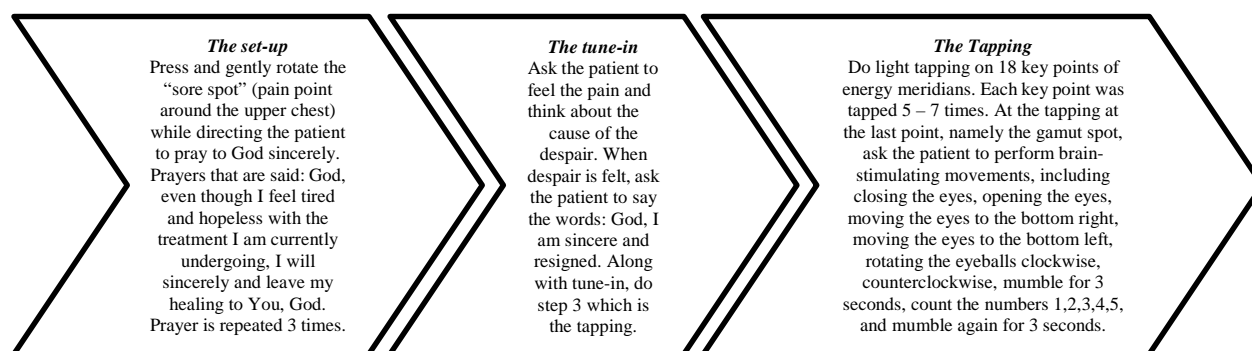 The set-up
Press and gently rotate the
“sore spot” (pain point
around the upper chest)
while directing the patient
to pray to God sincerely.
Prayers that are said: God,
even though I feel tired
and hopeless with the
treatment I am currently
undergoing, I will
sincerely and leave my
healing to You, God.
Prayer is repeated 3 times.
The tune-in
Ask the patient to
feel the pain and
think about the
cause of the
despair. When
despair is felt, ask
the patient to say
the words: God, I
am sincere and
resigned. Along
with tune-in, do
step 3 which is
the tapping.
The Tapping
Do light tapping on 18 key points of
energy meridians. Each key point was
tapped 5 – 7 times. At the tapping at
the last point, namely the gamut spot,
ask the patient to perform brain-
stimulating movements, including
closing the eyes, opening the eyes,
moving the eyes to the bottom right,
moving the eyes to the bottom left,
rotating the eyeballs clockwise,
counterclockwise, mumble for 3
seconds, count the numbers 1,2,3,4,5,
and mumble again for 3 seconds.